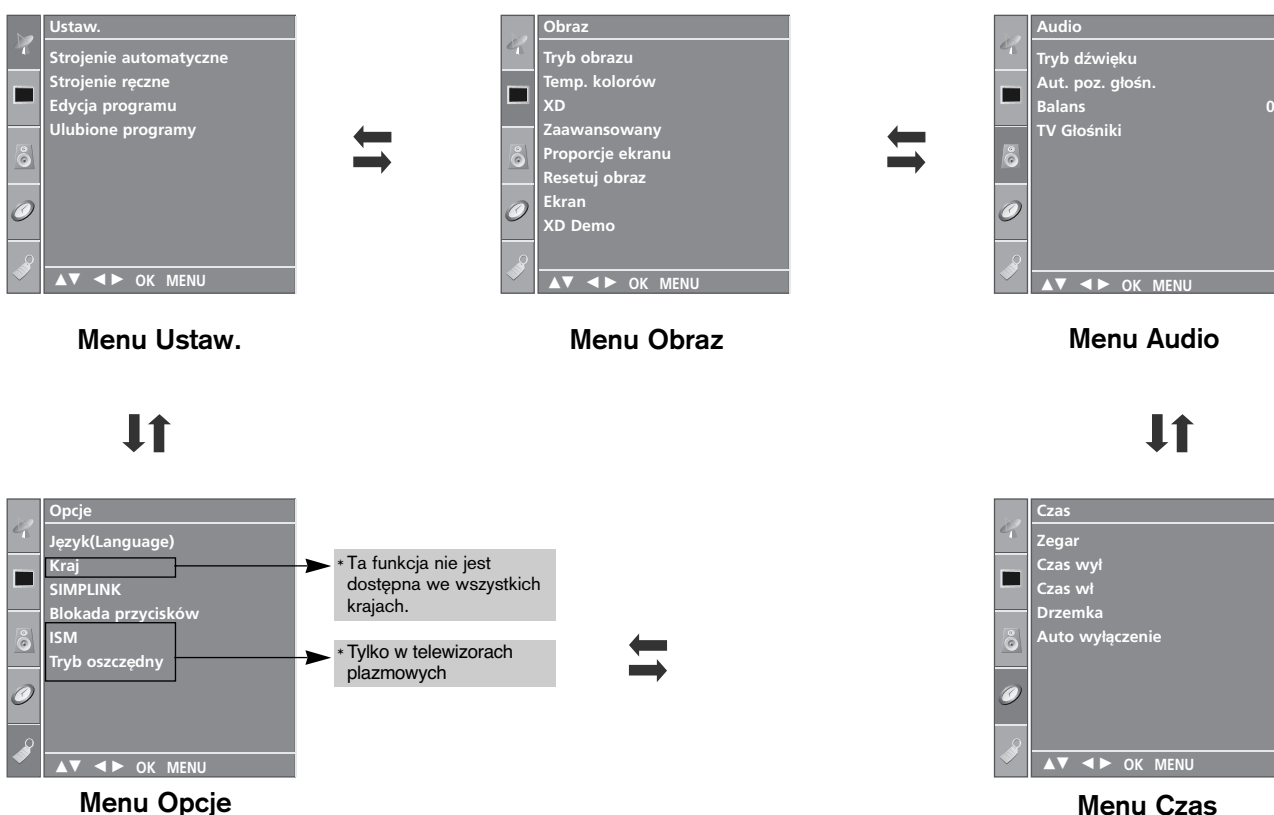 Ustaw.
Strojenie automatyczne
Strojenie ręczne
Edycja programu
Ulubione programy
▲▼ ◄► OK MENU
Menu Ustaw.
Obraz
Tryb obrazu
Temp. kolorów
XD
Zaawansowany
Proporcje ekranu
Resetuj obraz
Ekran
XD Demo
▲▼ ◄► OK MENU
Menu Obraz
Audio
Tryb dźwięku
Aut. poz. głośn.
Balans 0
TV Głośniki
▲▼ ◄► OK MENU
Menu Audio
Opcje
Język(Language)
Kraj
SIMPLINK
Blokada przycisków
ISM
Tryb oszczędny
▲▼ ◄► OK MENU
Menu Opcje
* Ta funkcja nie jest
dostępna we wszystkich
krajach.
* Tylko w telewizorach
plazmowych
Czas
Zegar
Czas wył
Czas wł
Drzemka
Auto wyłączenie
▲▼ ◄► OK MENU
Menu Czas